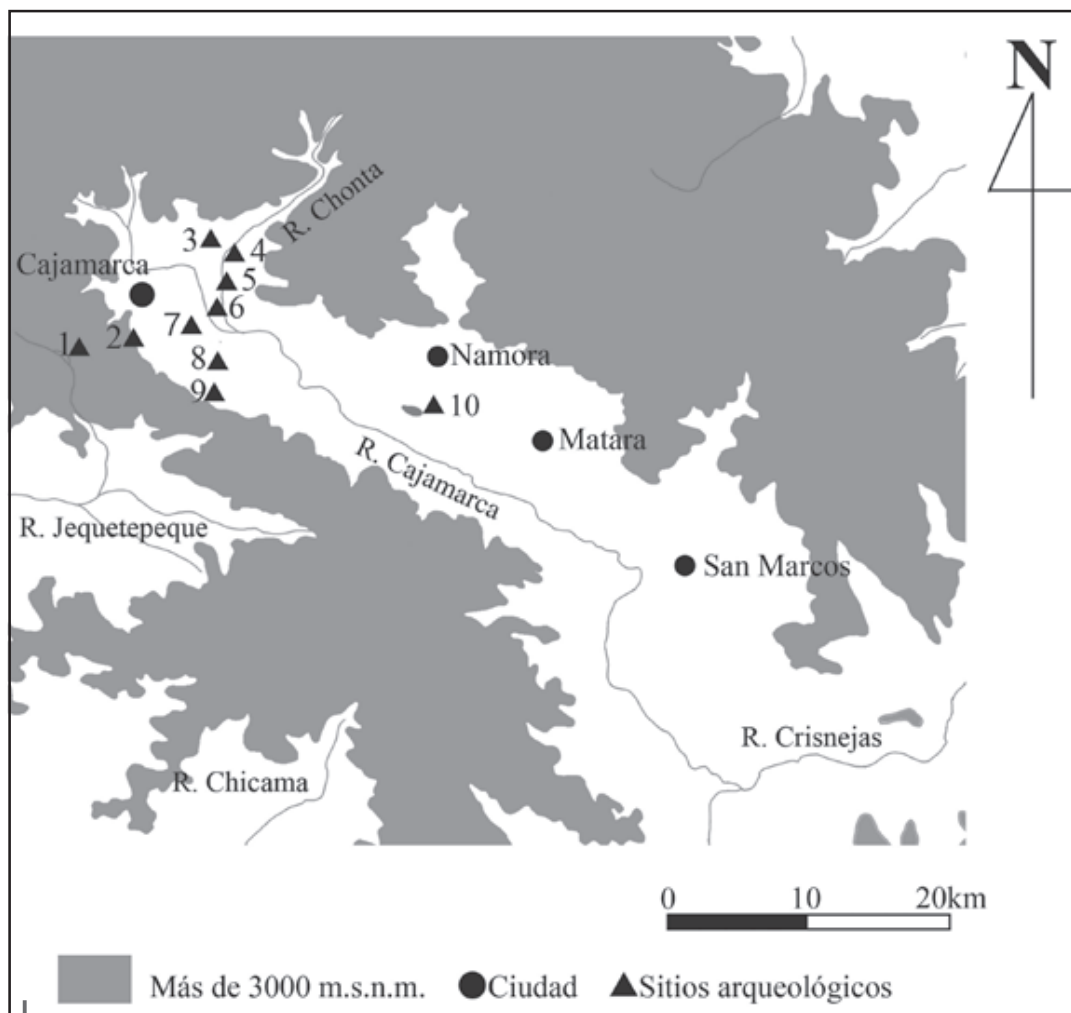 N
R. Chonta
3
4
Cajamarca
5
6
7
1
2
8
Namora
9
10
Matara
R. Cajamarca
R. Jequetepeque
San Marcos
R. Crisnejas
R. Chicama
0 10 20km
Más de 3000 m.s.n.m. Ciudad Sitios arqueológicos